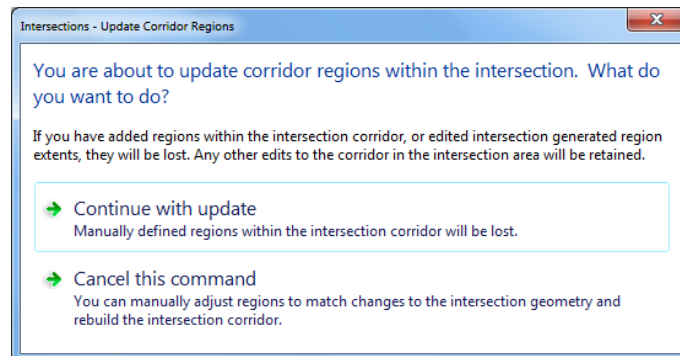 Intersections - Update Corridor Regions
You are about to update corridor regions within the intersection. What do
you want to do?
If you have added regions within the intersection corridor, or edited intersection generated region
extents, they will be lost. Any other edits to the corridor in the intersection area will be retained.
Continue with update
Manually defined regions within the intersection corridor will be lost.
Cancel this command
You can manually adjust regions to match changes to the intersection geometry and
rebuild the intersection corridor.